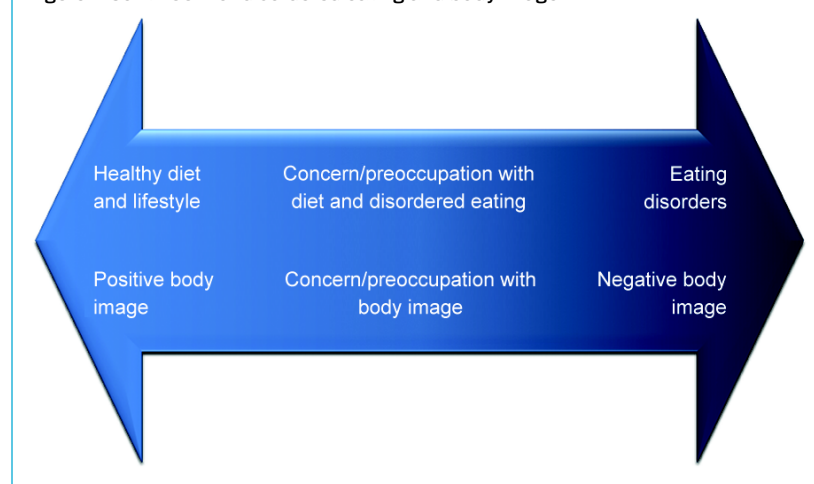 Healthy diet
and lifestyle
Concern/preoccupation with
diet and disordered eating
Eating
disorders
Positive body
image
Concern/preoccupation with
body image
Negative body
image